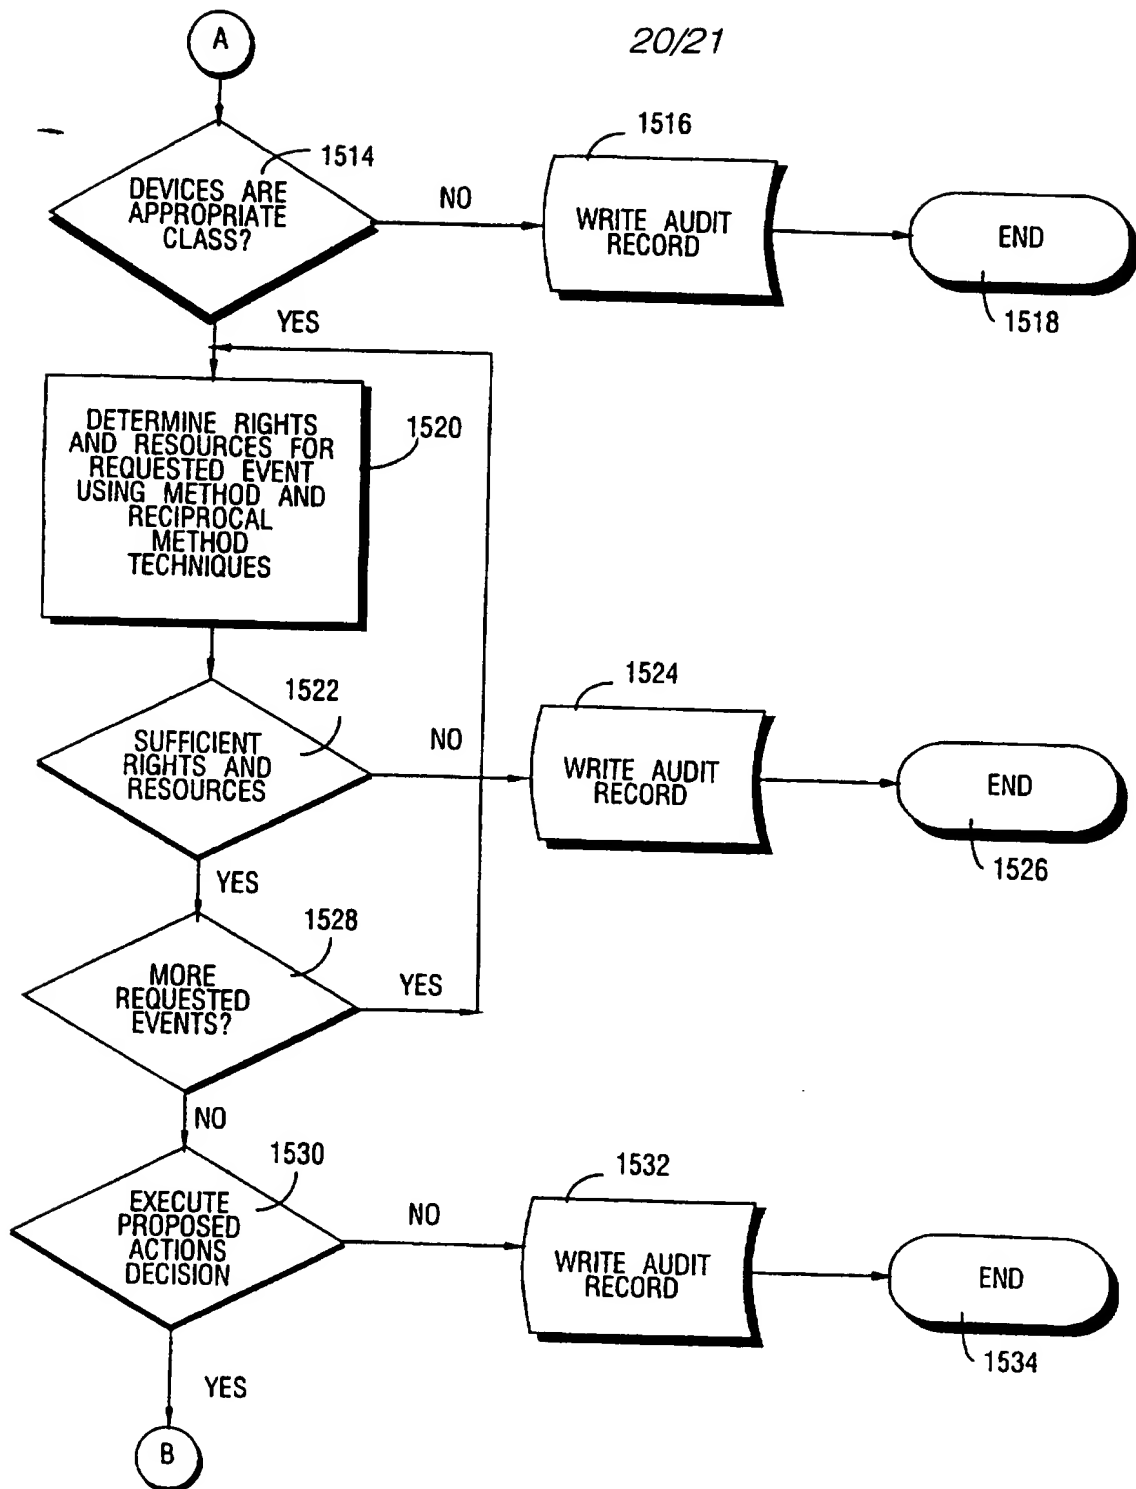 20/21
A
1514
DEVICES ARE
APPROPRIATE
CLASS?
NO
1516
WRITE AUDIT
RECORD
END
1518
YES
DETERMINE RIGHTS
AND RESOURCES FOR
REQUESTED EVENT
USING METHOD AND
RECIPROCAL
METHOD
TECHNIQUES
1520
1522
SUFFICIENT
RIGHTS AND
RESOURCES
NO
1524
WRITE AUDIT
RECORD
END
1526
YES
1528
MORE
REQUESTED
EVENTS?
YES
NO
1530
EXECUTE
PROPOSED
ACTIONS
DECISION
NO
1532
WRITE AUDIT
RECORD
END
1534
YES
B